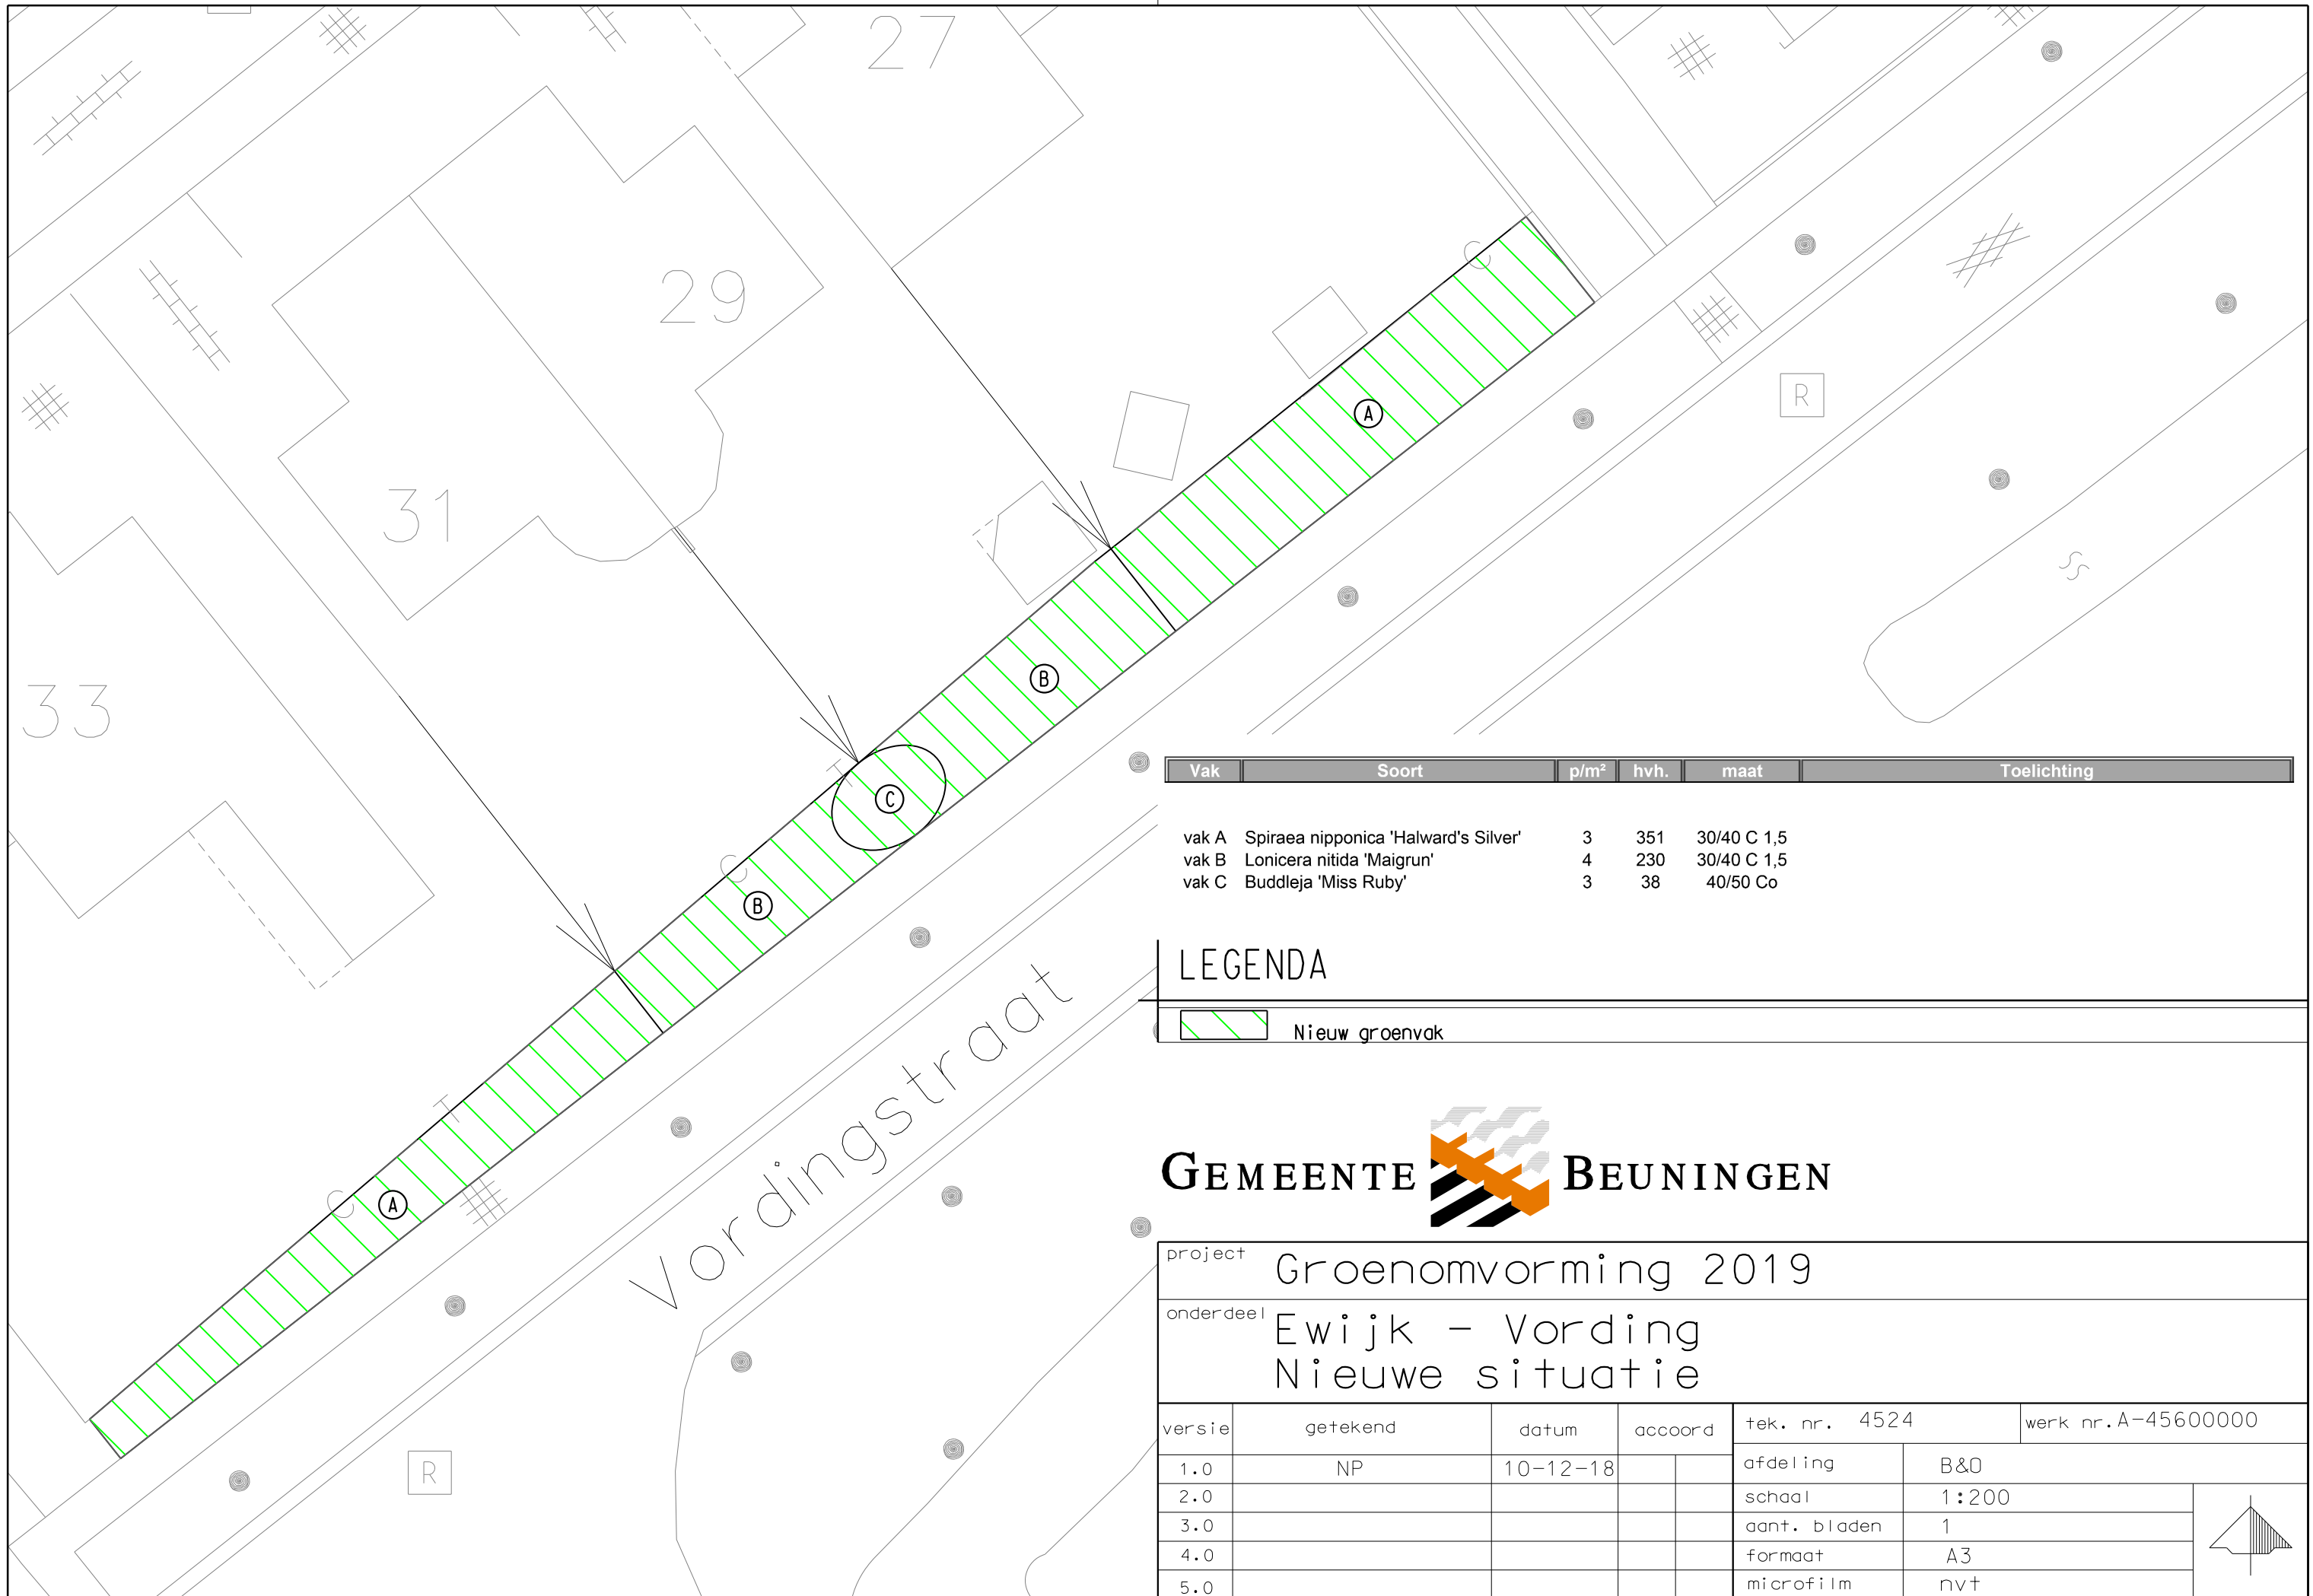 27
29
31
33
C
A
R
B
T
C
C
B
Vordingstraat
T
C
A
R
Vak Soort p/m² hvh. maat Toelichting
vak A Spiraea nipponica 'Halward's Silver' 3 351 30/40 C 1,5
vak B Lonicera nitida 'Maigrun' 4 230 30/40 C 1,5
vak C Buddleja 'Miss Ruby' 3 38 40/50 Co
LEGENDA
Nieuw groenvak
GEMEENTE BEUNINGEN
project Groenomvorming 2019
onderdeel Ewijk - Vording
Nieuwe situatie
versie getekend datum accoord tek. nr. 4524 werk nr. A-45600000
1.0 NP 10-12-18 afdeling B&O
2.0 schaal 1:200
3.0 aant. bladen 1
4.0 formaat A3
5.0 microfilm nvt